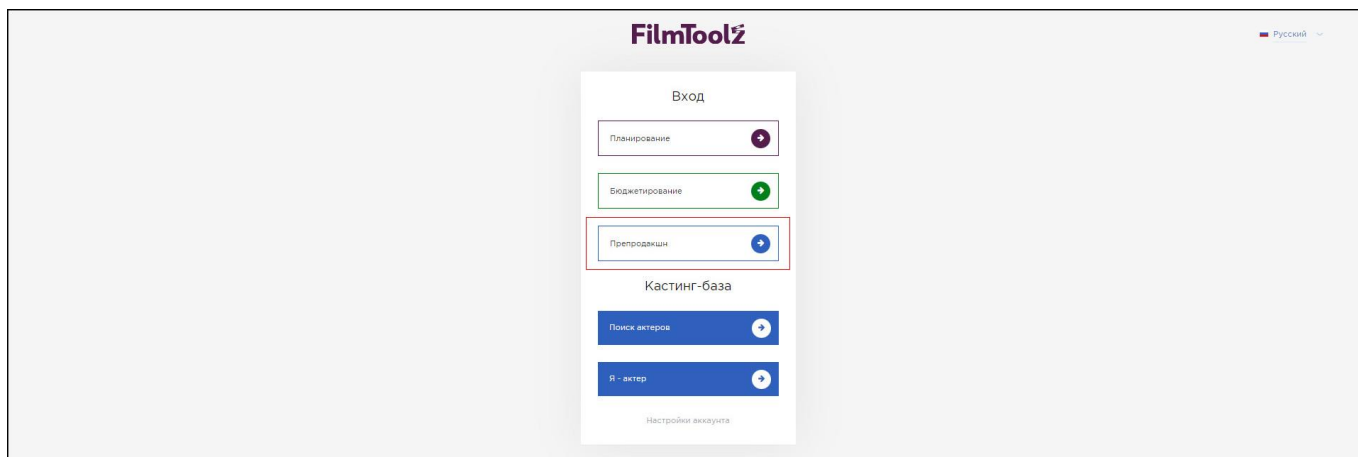 FilmToolz
Русский
Вход
Планирование
Бюджетирование
Препродакшн
Кастинг-база
Поиск актеров
Я - актер
Настройки аккаунта